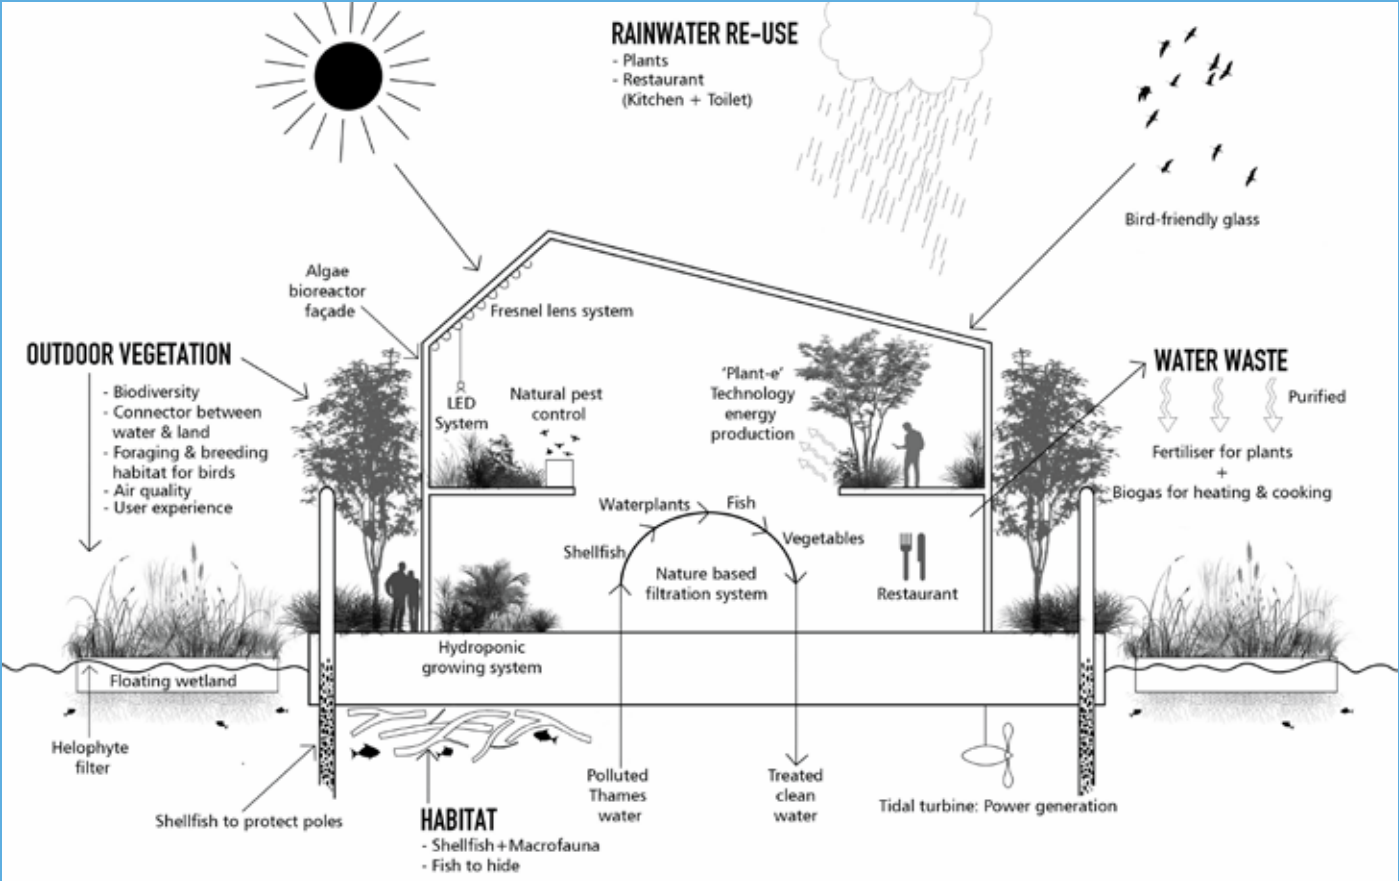 RAINWATER RE-USE
- Plants
- Restaurant
(Kitchen + Toilet)
Bird-friendly glass
Algae
bioreactor
façade
Fresnel lens system
OUTDOOR VEGETATION
- Biodiversity
- Connector between
water & land
- Foraging & breeding
habitat for birds
- Air quality
- User experience
LED
System
Natural pest
control
'Plant-e'
Technology
energy
production
WATER WASTE
Purified
Fertiliser for plants
+
Biogas for heating & cooking
Waterplants
Fish
Shellfish
Vegetables
Nature based
filtration system
Restaurant
Hydroponic
growing system
Floating wetland
Helophyte
filter
Shellfish to protect poles
HABITAT
- Shellfish+Macrofauna
- Fish to hide
Polluted
Thames
water
Treated
clean
water
Tidal turbine: Power generation